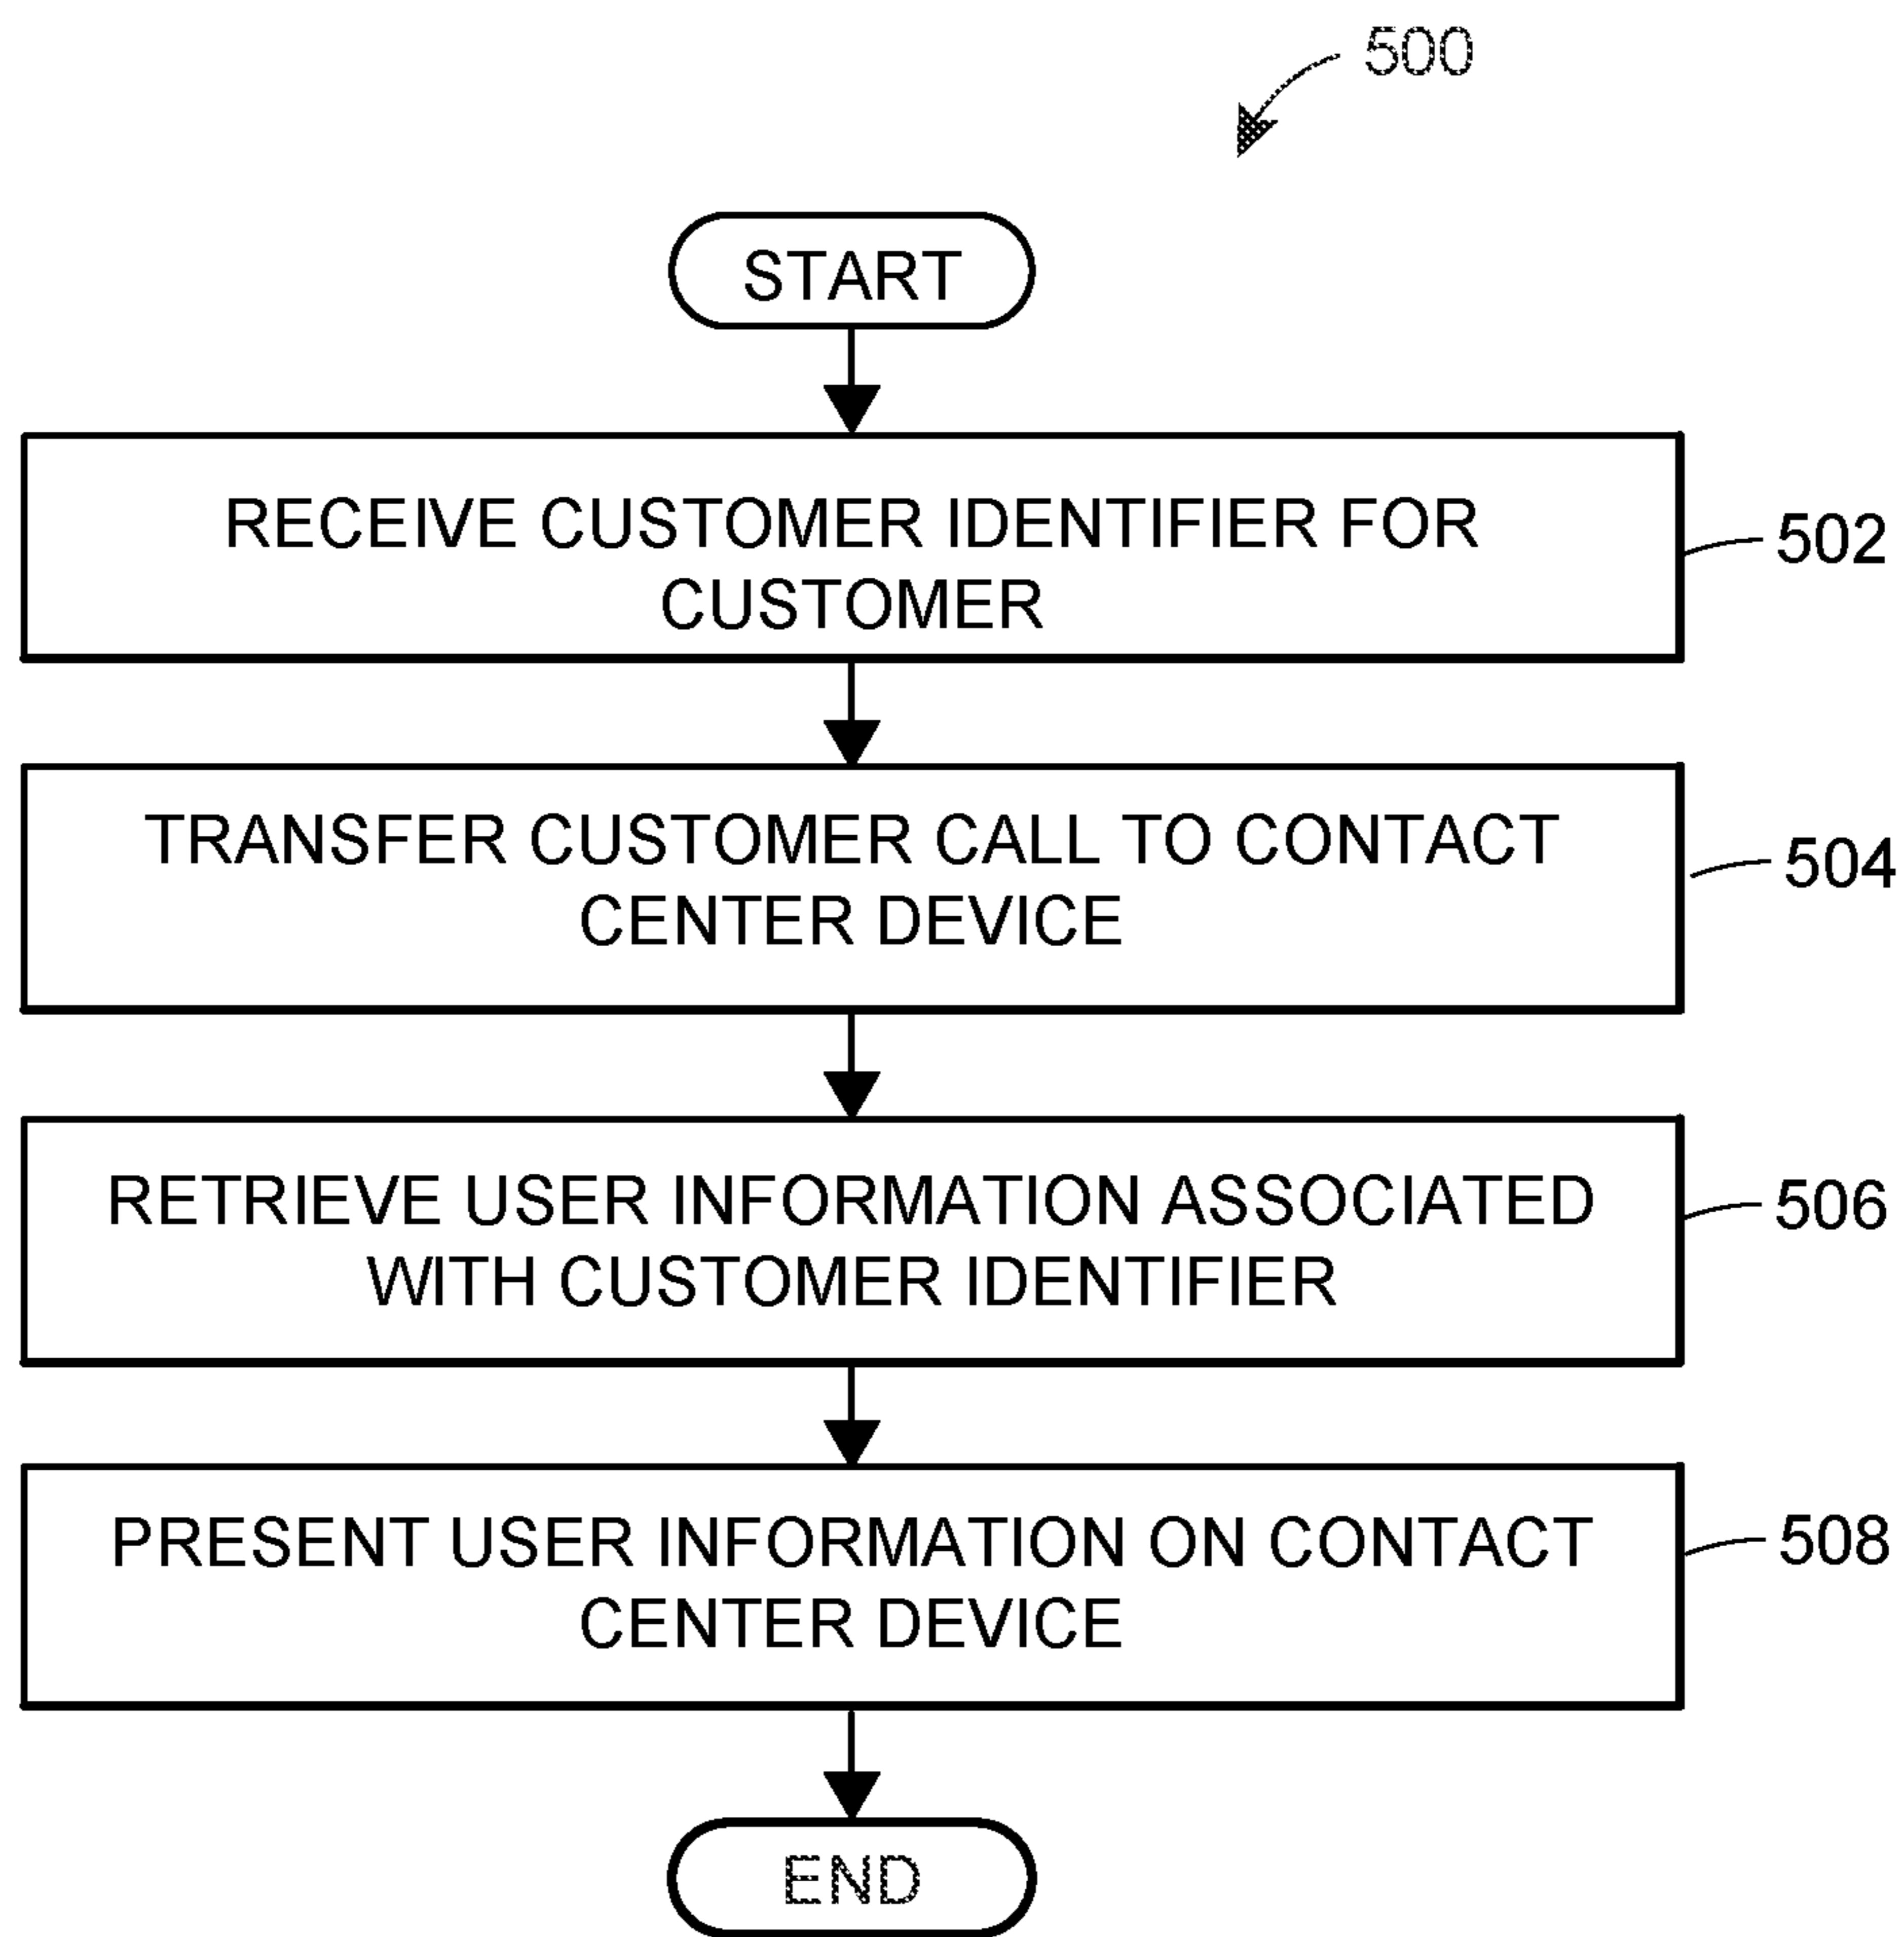 500
START
RECEIVE CUSTOMER IDENTIFIER FOR
CUSTOMER
502
TRANSFER CUSTOMER CALL TO CONTACT
CENTER DEVICE
504
RETRIEVE USER INFORMATION ASSOCIATED
WITH CUSTOMER IDENTIFIER
506
PRESENT USER INFORMATION ON CONTACT
CENTER DEVICE
508
END